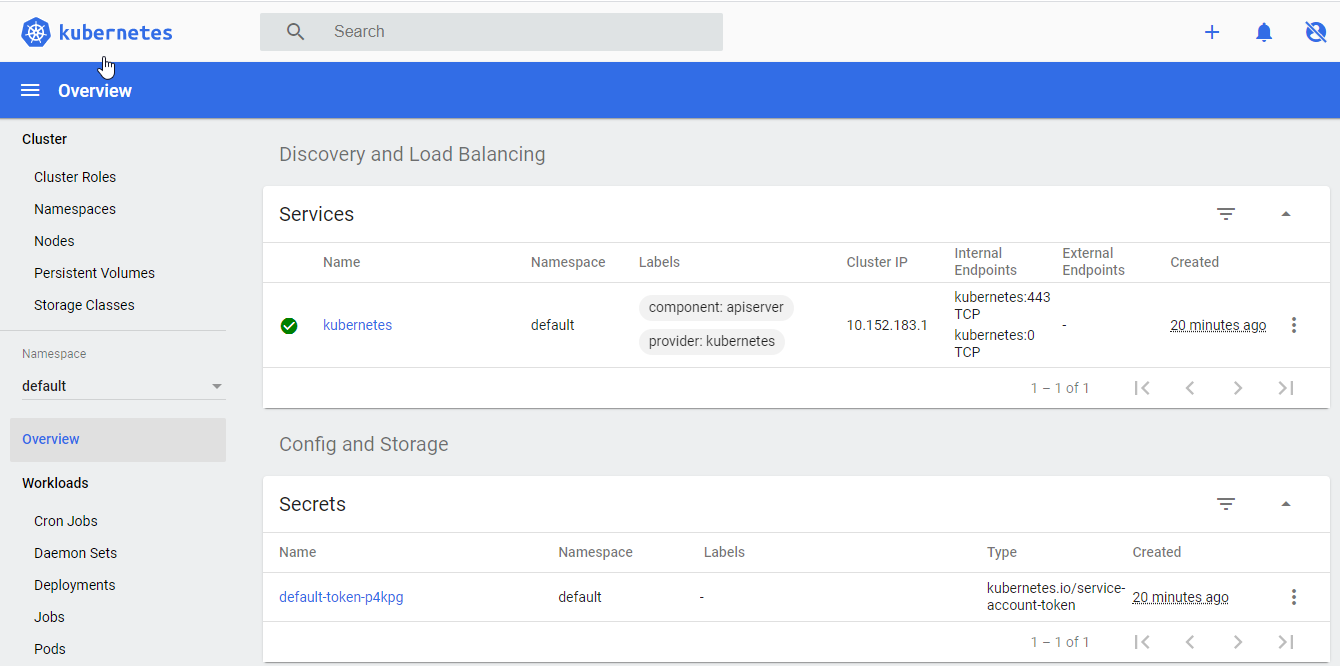 kubernetes
Search
Overview
Cluster
Cluster Roles
Namespaces
Nodes
Persistent Volumes
Storage Classes
Namespace
default
Overview
Workloads
Cron Jobs
Daemon Sets
Deployments
Jobs
Pods
Discovery and Load Balancing
Services
Name Namespace Labels Cluster IP Internal Endpoints External Endpoints Created
kubernetes default component: apiserver provider: kubernetes 10.152.183.1 kubernetes:443 TCP kubernetes:0 TCP - 20 minutes ago
1 – 1 of 1
Config and Storage
Secrets
Name Namespace Labels Type Created
default-token-p4kpg default - kubernetes.io/service-account-token 20 minutes ago
1 – 1 of 1